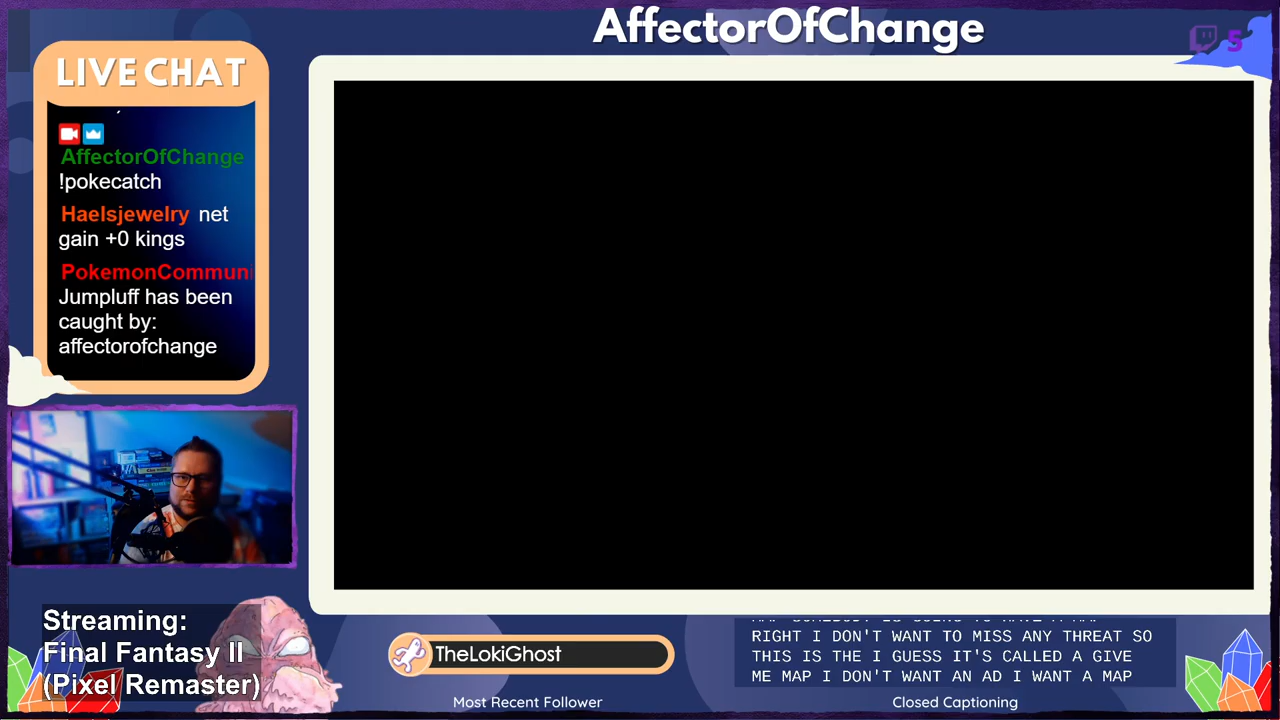 AffectorOfChange
5
LIVE CHAT
AffectorOfChange
!pokecatch
Haelsjewelry net
gain +0 kings
PokemonCommuni
Jumpluff has been
caught by:
affectorofchange
Streaming:
Final Fantasy II
(Pixel Remaster)
TheLokiGhost
Most Recent Follower
RIGHT I DON'T WANT TO MISS ANY THREAT SO
THIS IS THE I GUESS IT'S CALLED A GIVE
ME MAP I DON'T WANT AN AD I WANT A MAP
Closed Captioning